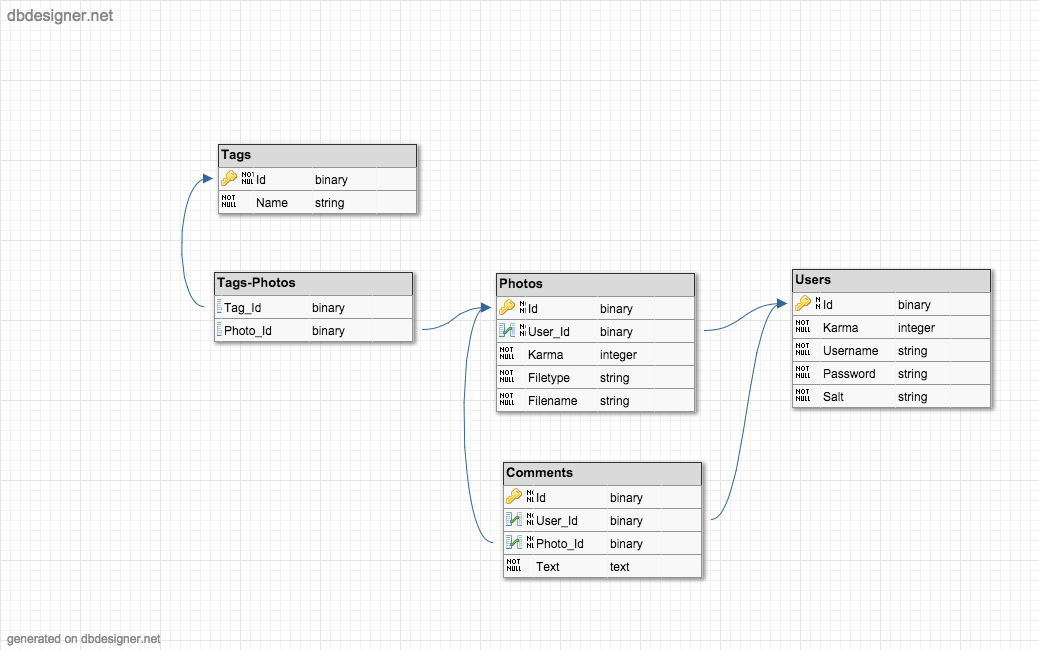 dbdesigner.net
Tags
NOT NUL Id binary
NOT NULL Name string
Tags-Photos
Tag_Id binary
Photo_Id binary
Photos
Id binary
User_Id binary
NOT NULL Karma integer
NOT NULL Filetype string
NOT NULL Filename string
Users
Id binary
NOT NULL Karma integer
NOT NULL Username string
NOT NULL Password string
NOT NULL Salt string
Comments
Id binary
User_Id binary
Photo_Id binary
NOT NULL Text text
generated on dbdesigner.net